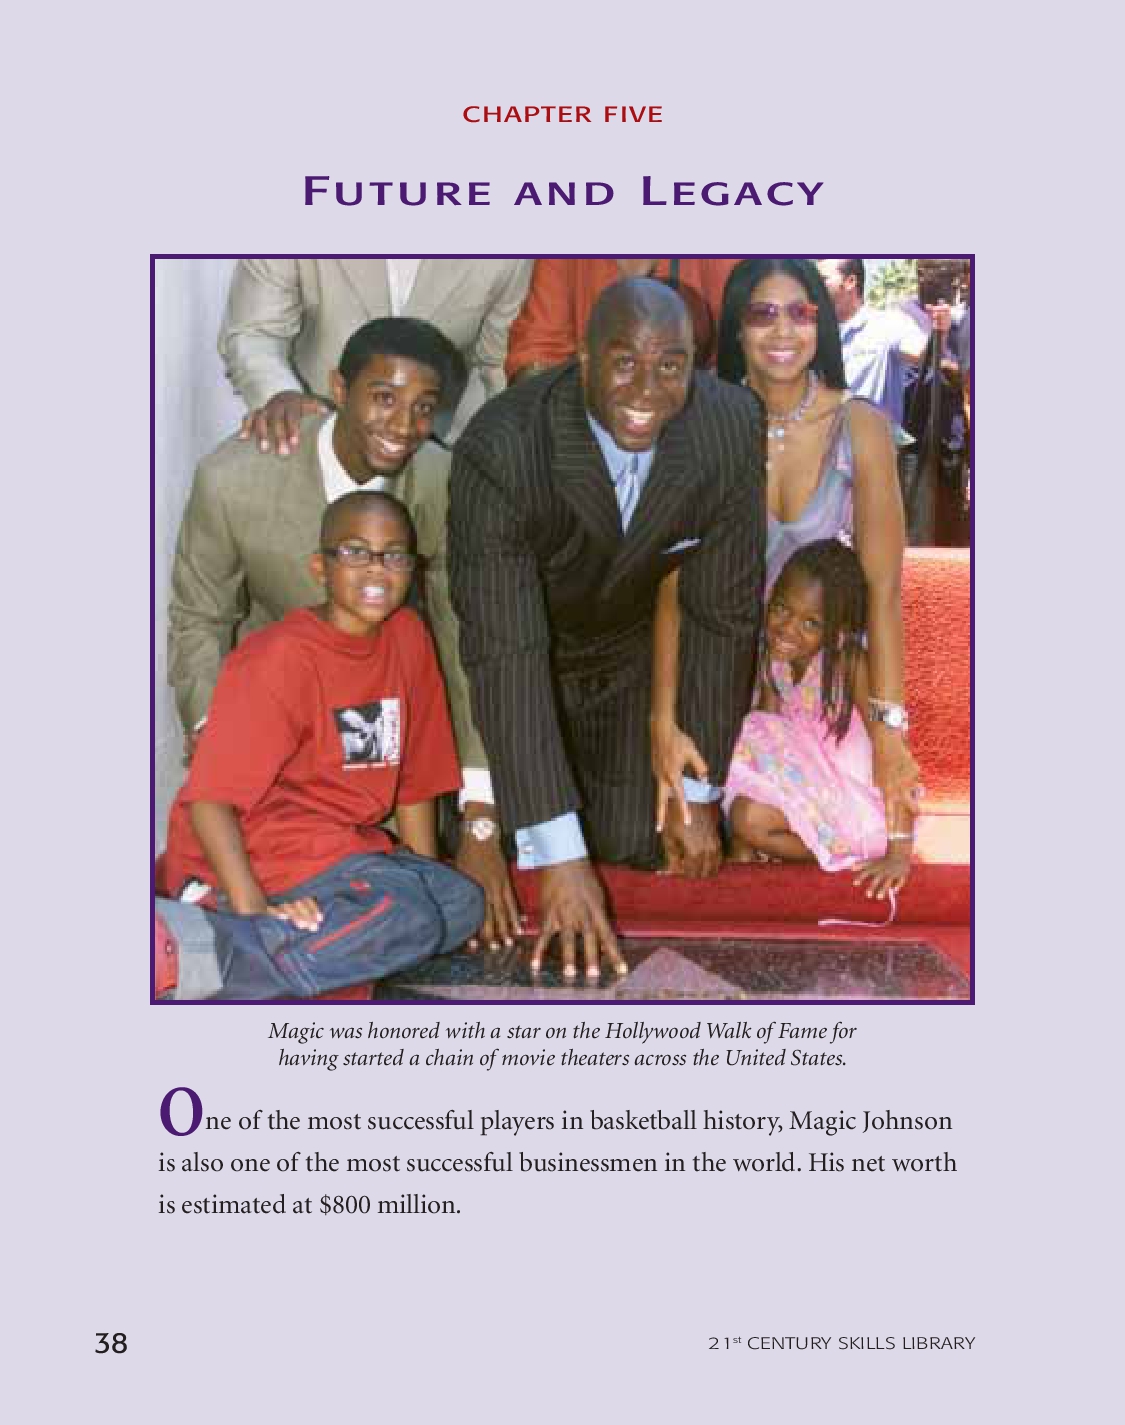 CHAPTER FIVE
FUTURE AND LEGACY
Magic was honored with a star on the Hollywood Walk of Fame for
having started a chain of movie theaters across the United States.
One of the most successful players in basketball history, Magic Johnson
is also one of the most successful businessmen in the world. His net worth
is estimated at $800 million.
38
21st CENTURY SKILLS LIBRARY